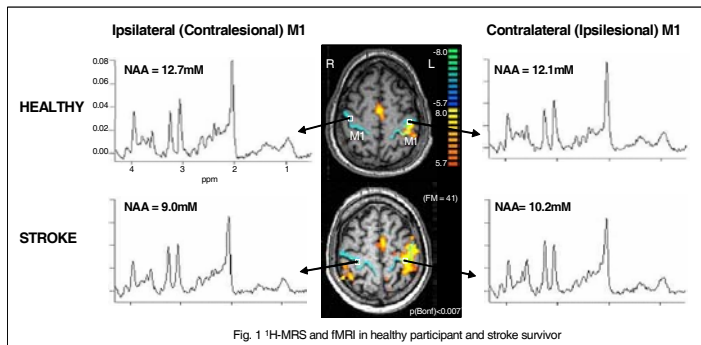 Ipsilateral (Contralesional) M1
Contralateral (Ipsilesional) M1
HEALTHY
NAA = 12.7mM
0.08
0.06
0.04
0.02
0.00
4
3
2
1
ppm
R
L
-8.0
-5.7
8.0
5.7
M1
M1
NAA = 12.1mM
STROKE
NAA = 9.0mM
(FM = 41)
p(Bonf)<0.007
NAA= 10.2mM
Fig. 1 ¹H-MRS and fMRI in healthy participant and stroke survivor